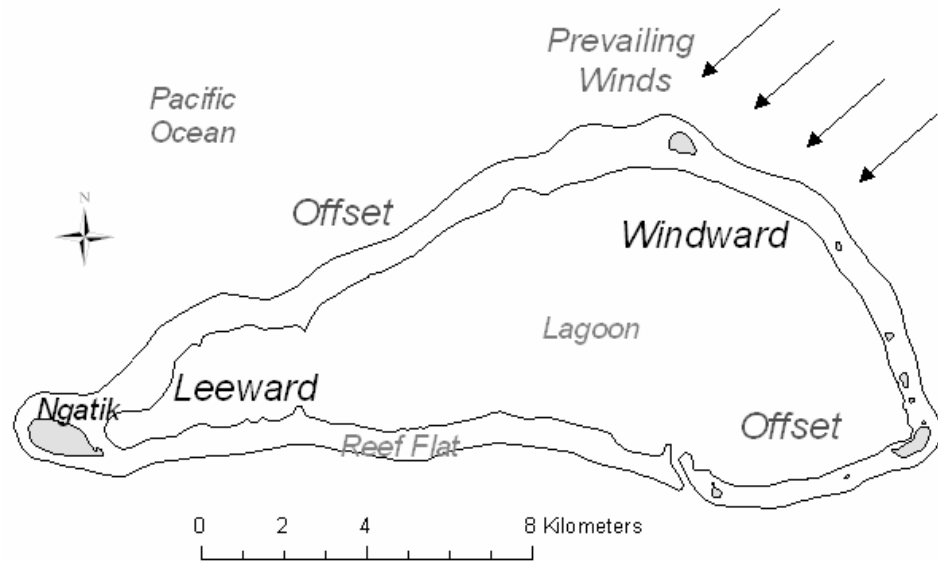 Prevailing
Winds
Pacific
Ocean
N
Offset
Windward
Lagoon
Leeward
Ngatik
Offset
Reef Flat
0 2 4 8 Kilometers